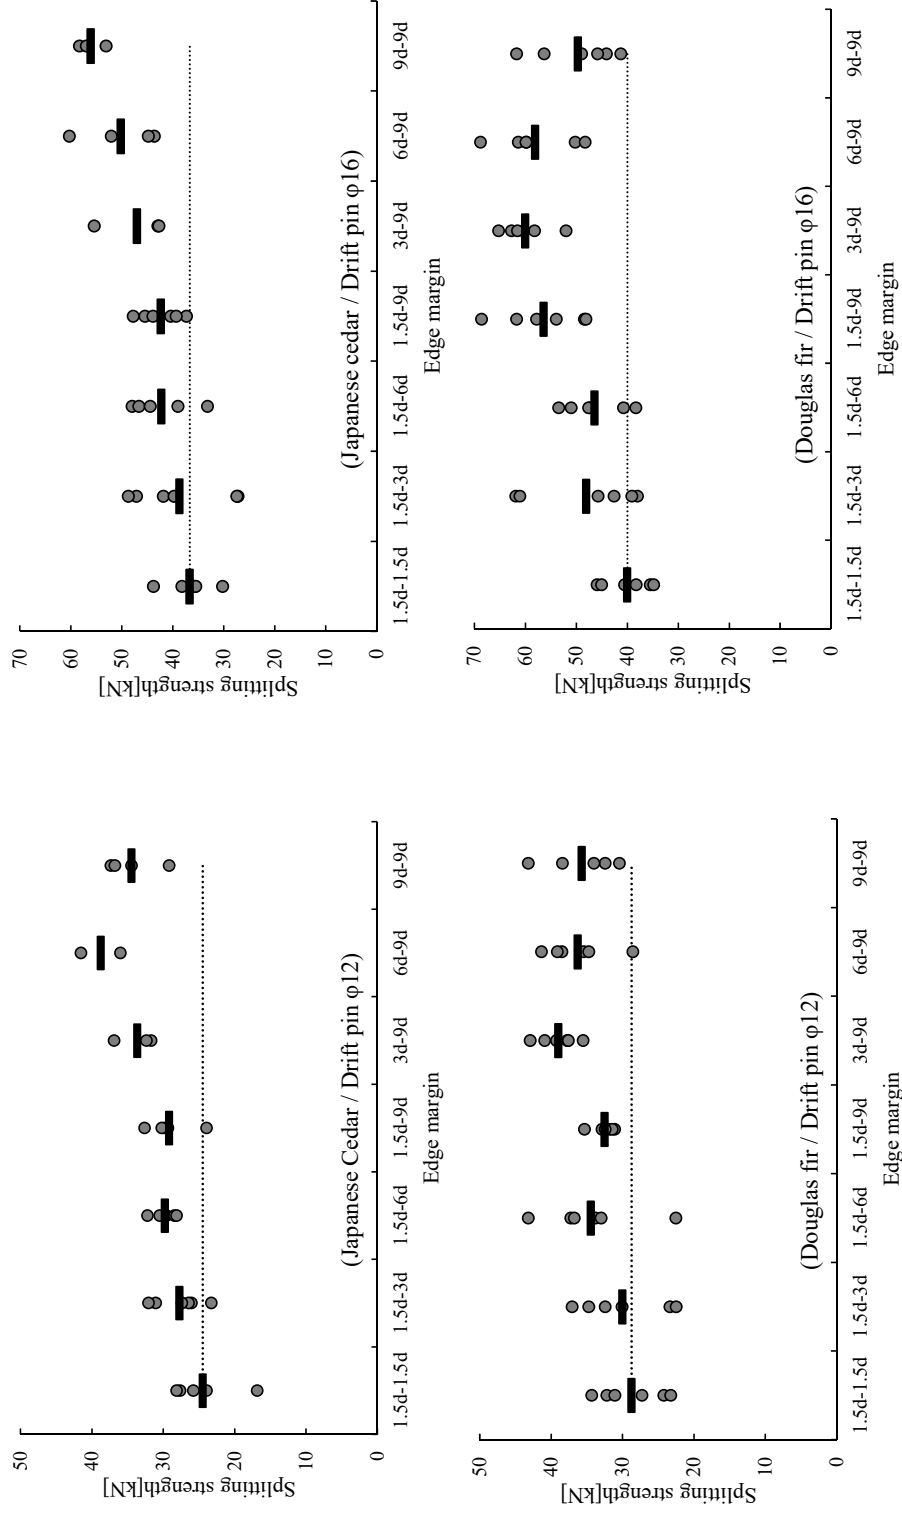 Splitting strength[kN]
50
40
30
20
10
0
1.5d-1.5d 1.5d-3d 1.5d-6d 1.5d-9d 3d-9d 6d-9d 9d-9d
(Japanese Cedar / Drift pin φ12)
Edge margin
Splitting strength[kN]
70
60
50
40
30
20
10
0
1.5d-1.5d 1.5d-3d 1.5d-6d 1.5d-9d 3d-9d 6d-9d 9d-9d
(Japanese cedar / Drift pin φ16)
Edge margin
Splitting strength[kN]
50
40
30
20
10
0
1.5d-1.5d 1.5d-3d 1.5d-6d 1.5d-9d 3d-9d 6d-9d 9d-9d
(Douglas fir / Drift pin φ12)
Edge margin
Splitting strength[kN]
70
60
50
40
30
20
10
0
1.5d-1.5d 1.5d-3d 1.5d-6d 1.5d-9d 3d-9d 6d-9d 9d-9d
(Douglas fir / Drift pin φ16)
Edge margin